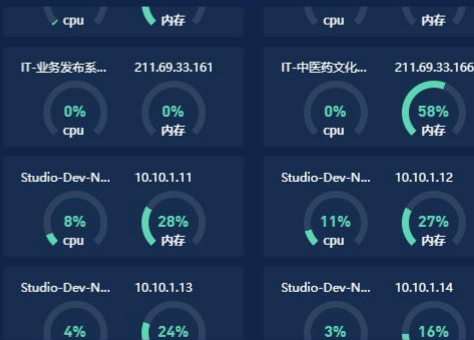 cpu 内存 cpu 内存
IT-业务发布系... 211.69.33.161 IT-中医药文化... 211.69.33.166
0% 0% 0% 58%
cpu 内存 cpu 内存
Studio-Dev-N... 10.10.1.11 Studio-Dev-N... 10.10.1.12
8% 28% 11% 27%
cpu 内存 cpu 内存
Studio-Dev-N... 10.10.1.13 Studio-Dev-N... 10.10.1.14
4% 24% 3% 16%